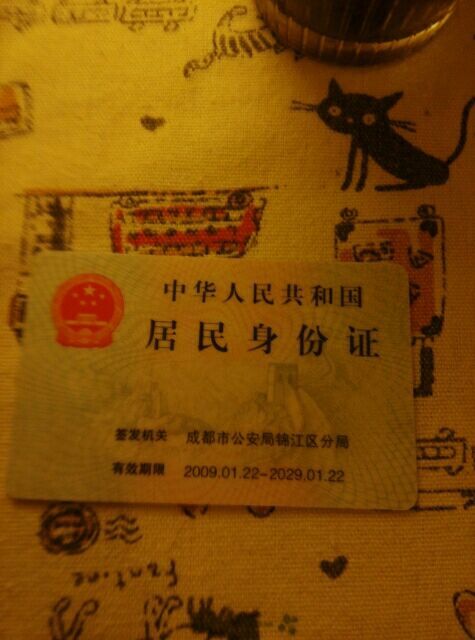 中华人民共和国
居民身份证
签发机关 成都市公安局锦江区分局
有效期限 2009.01.22-2029.01.22